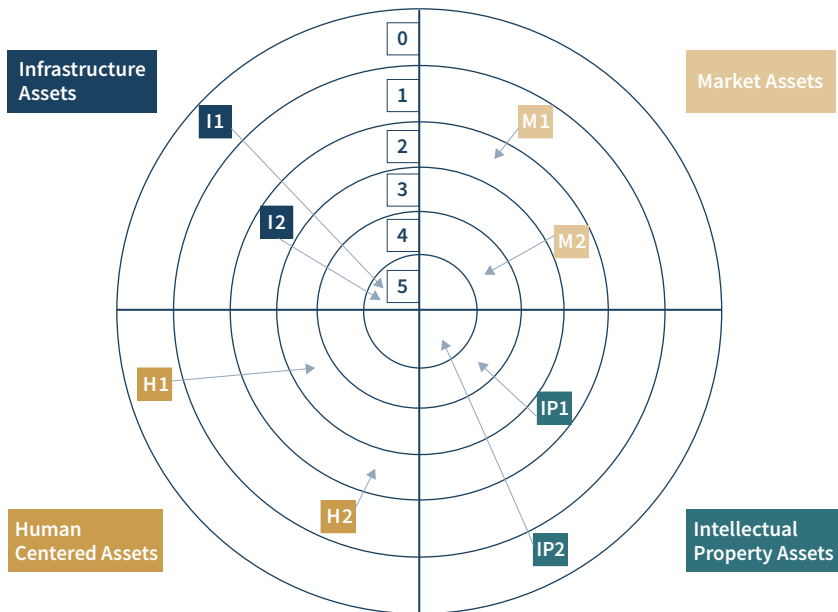 0
Infrastructure
Assets
Market Assets
1
I1
M1
2
3
I2
4
M2
5
H1
IP1
H2
Human
Centered Assets
Intellectual
Property Assets
IP2